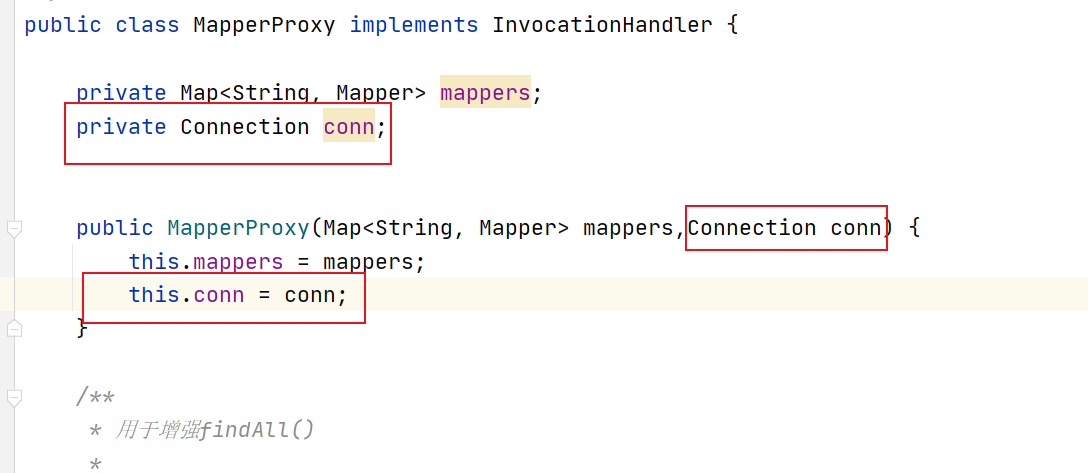 public class MapperProxy implements InvocationHandler {
private Map<String, Mapper> mappers;
private Connection conn;
public MapperProxy(Map<String, Mapper> mappers,Connection conn) {
this.mappers = mappers;
this.conn = conn;
}
/**
* 用于增强findAll()
*